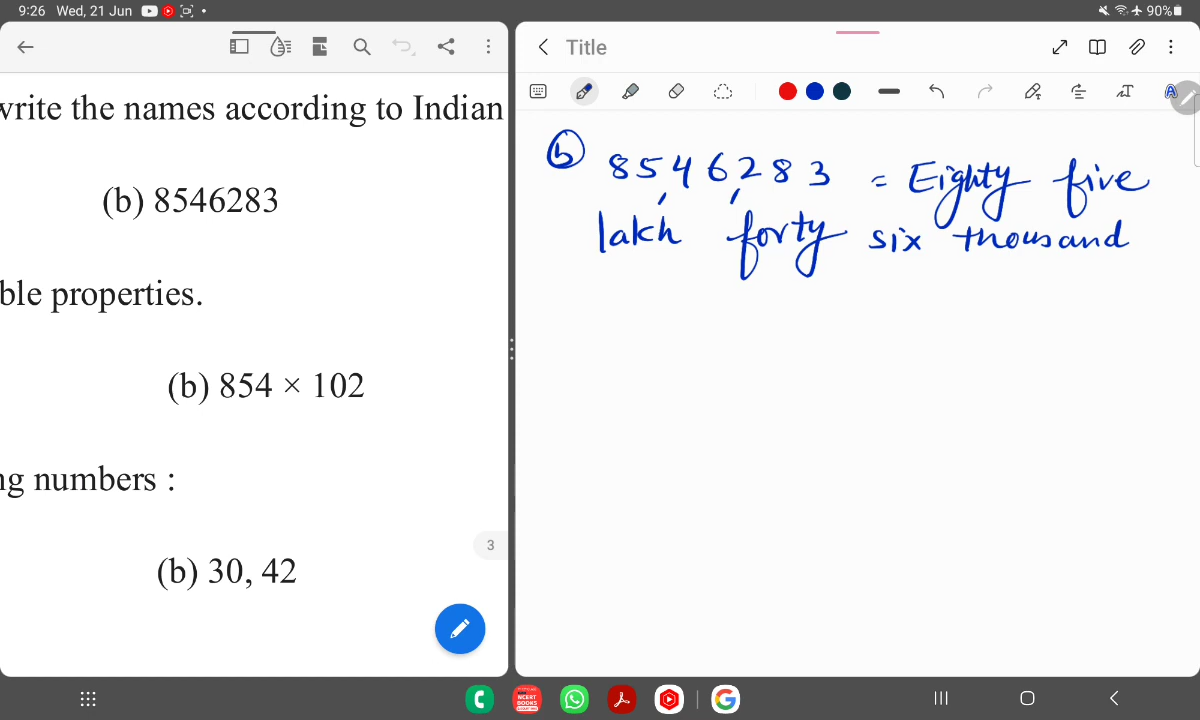 9:26 Wed, 21 Jun
90%
Title
write the names according to Indian
(b) 8546283
ble properties.
(b) 854 × 102
ng numbers :
3
(b) 30, 42
(b) 85,46,283 = Eighty five
lakh forty six thousand